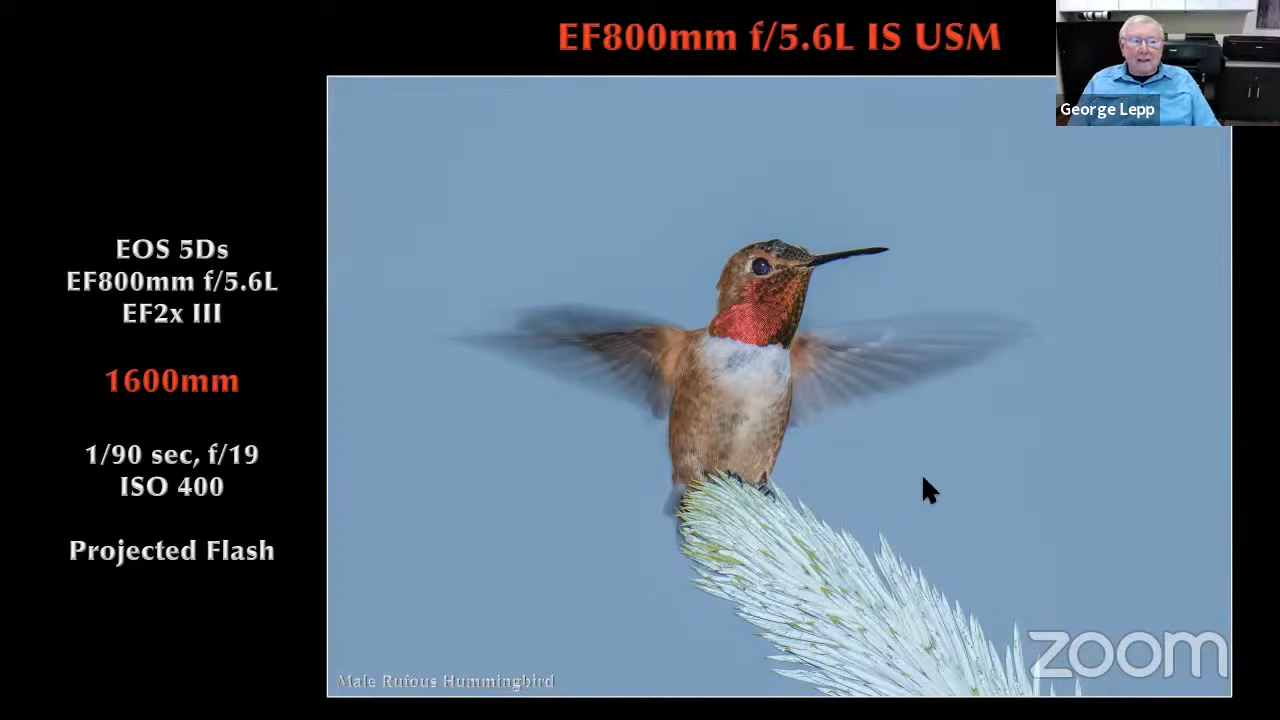 EF800mm f/5.6L IS USM
George Lepp
EOS 5Ds
EF800mm f/5.6L
EF2x III
1600mm
1/90 sec, f/19
ISO 400
Projected Flash
Male Rufous Hummingbird
zoom